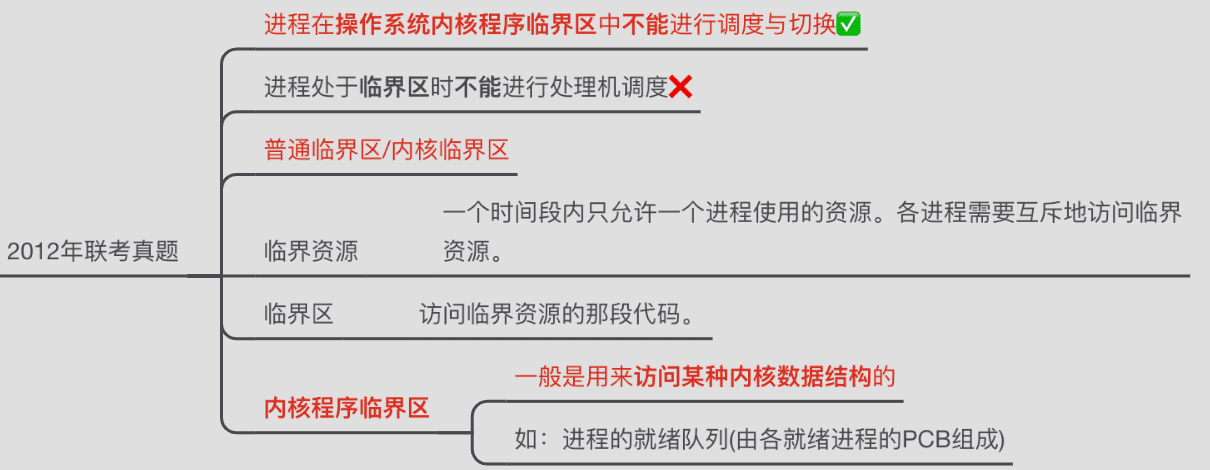 进程在操作系统内核程序临界区中不能进行调度与切换✅
进程处于临界区时不能进行处理机调度❌
普通临界区/内核临界区
2012年联考真题
临界资源
一个时间段内只允许一个进程使用的资源。各进程需要互斥地访问临界
资源。
临界区
访问临界资源的那段代码。
内核程序临界区
一般是用来访问某种内核数据结构的
如：进程的就绪队列(由各就绪进程的PCB组成)